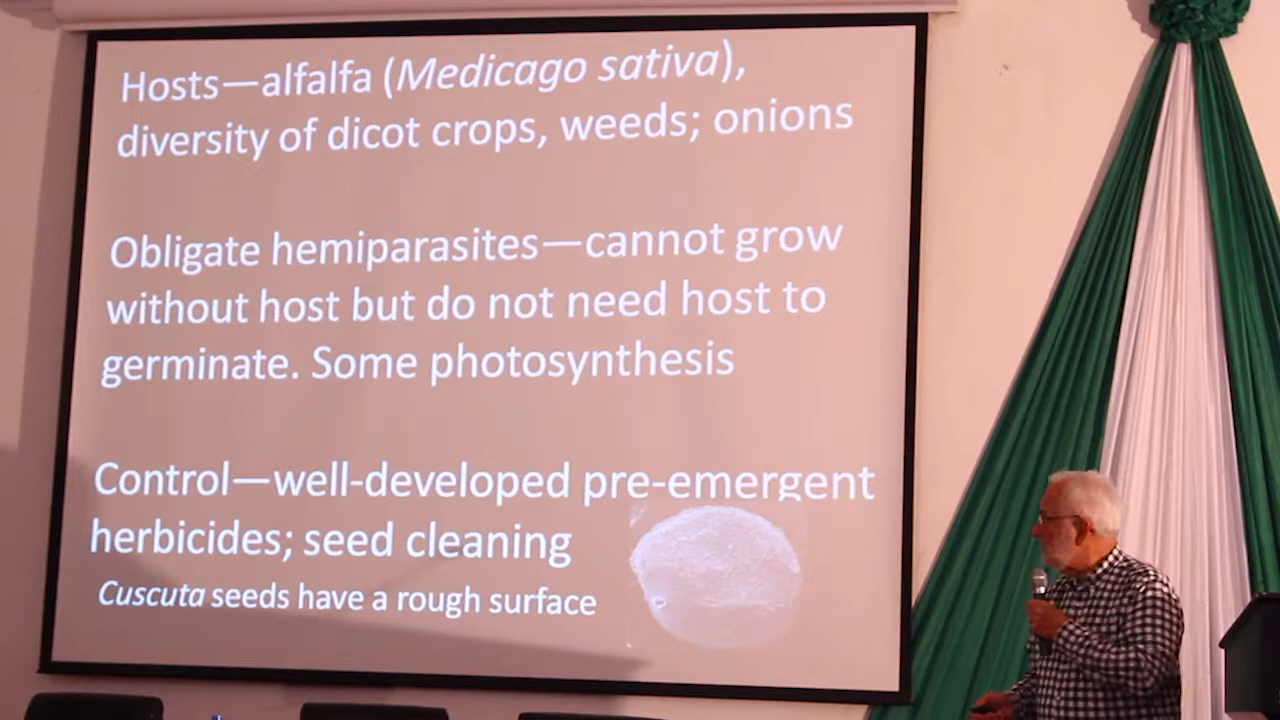 Hosts—alfalfa (Medicago sativa),
diversity of dicot crops, weeds; onions
Obligate hemiparasites—cannot grow
without host but do not need host to
germinate. Some photosynthesis
Control—well-developed pre-emergent
herbicides; seed cleaning
Cuscuta seeds have a rough surface